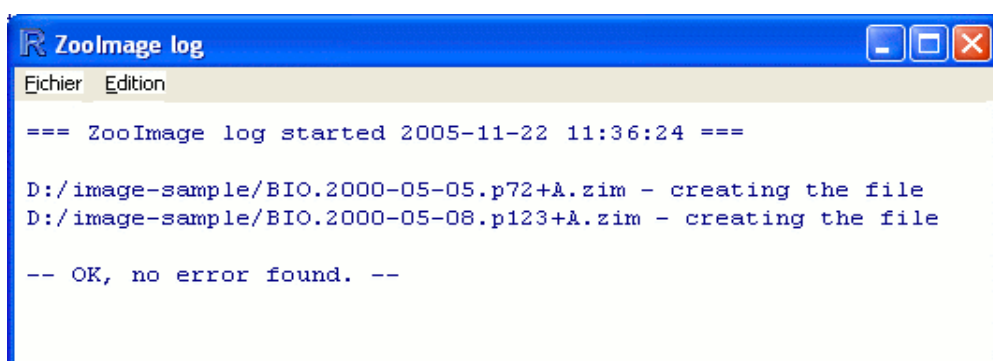 ZooImage log
Fichier Edition
=== ZooImage log started 2005-11-22 11:36:24 ===
D:/image-sample/BIO.2000-05-05.p72+A.zim - creating the file
D:/image-sample/BIO.2000-05-08.p123+A.zim - creating the file
-- OK, no error found. --